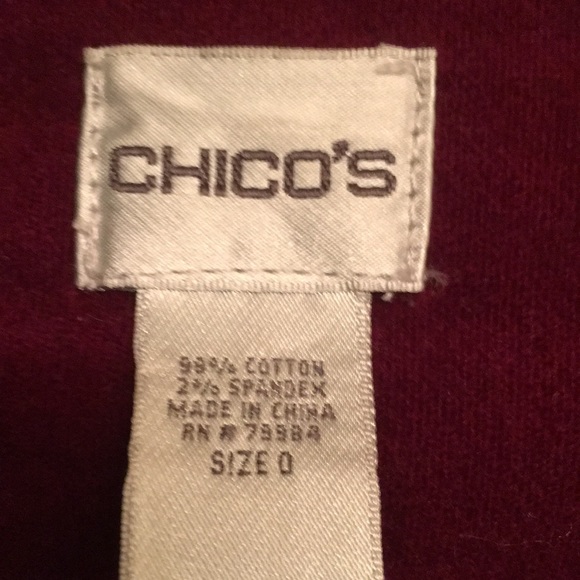 CHICO'S
98% COTTON
2% SPANDEX
MADE IN CHINA
RN # 79984
SIZE 0